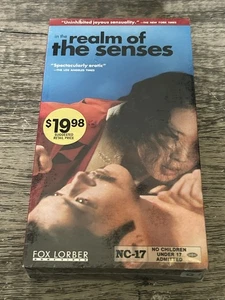 "Uninhibited joyous sensuality." -THE NEW YORK TIMES
in the
realm of
the senses
"Spectacularly erotic"
-THE LOS ANGELES TIMES
$19.98
SUGGESTED
RETAIL PRICE
FOX LORBER
NC-17
NO CHILDREN
UNDER 17
ADMITTED